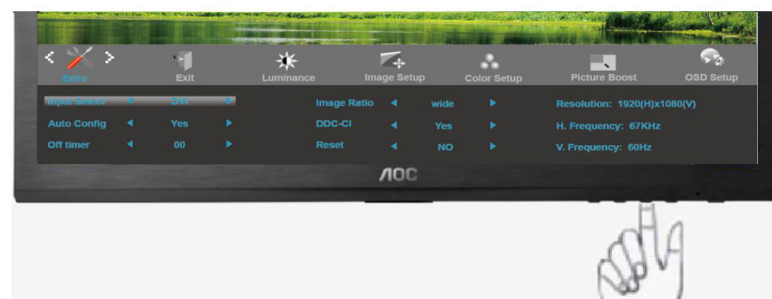 < Extra > Exit Luminance Image Setup Color Setup Picture Boost OSD Setup
Input Select DVI Image Ratio wide Resolution: 1920(H)x1080(V)
Auto Config Yes DDC-CI Yes H. Frequency: 67KHz
Off timer 00 Reset NO V. Frequency: 60Hz
AOC